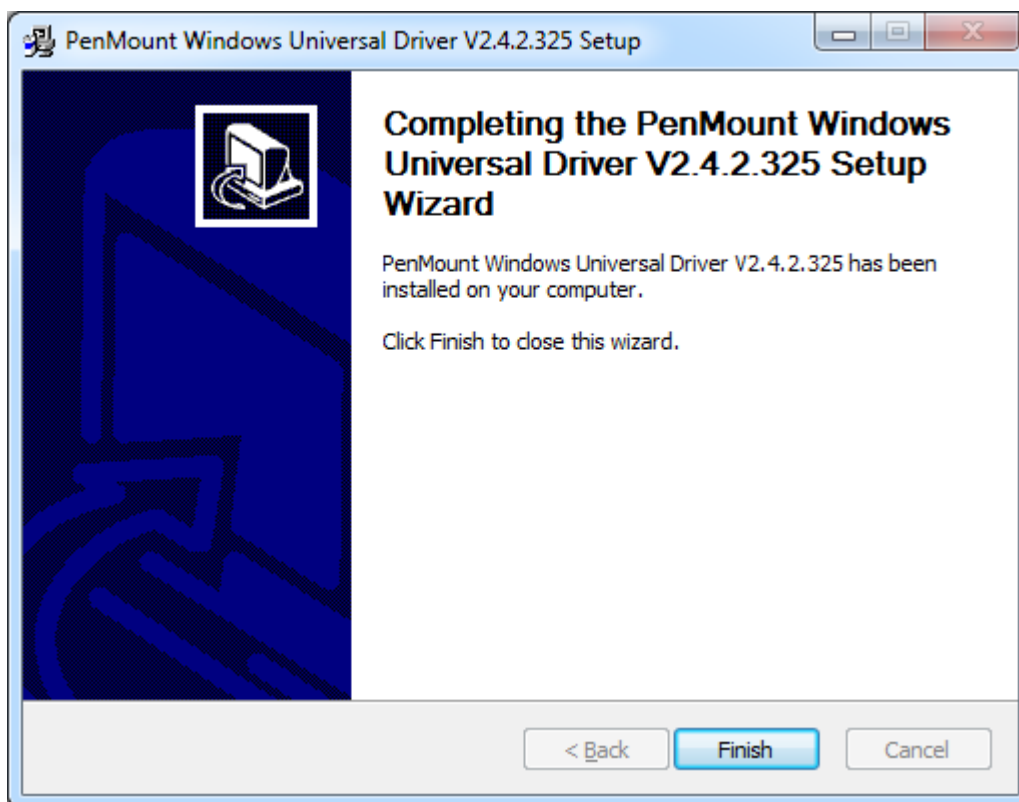 PenMount Windows Universal Driver V2.4.2.325 Setup
Completing the PenMount Windows
Universal Driver V2.4.2.325 Setup
Wizard
PenMount Windows Universal Driver V2.4.2.325 has been
installed on your computer.
Click Finish to close this wizard.
< Back
Finish
Cancel